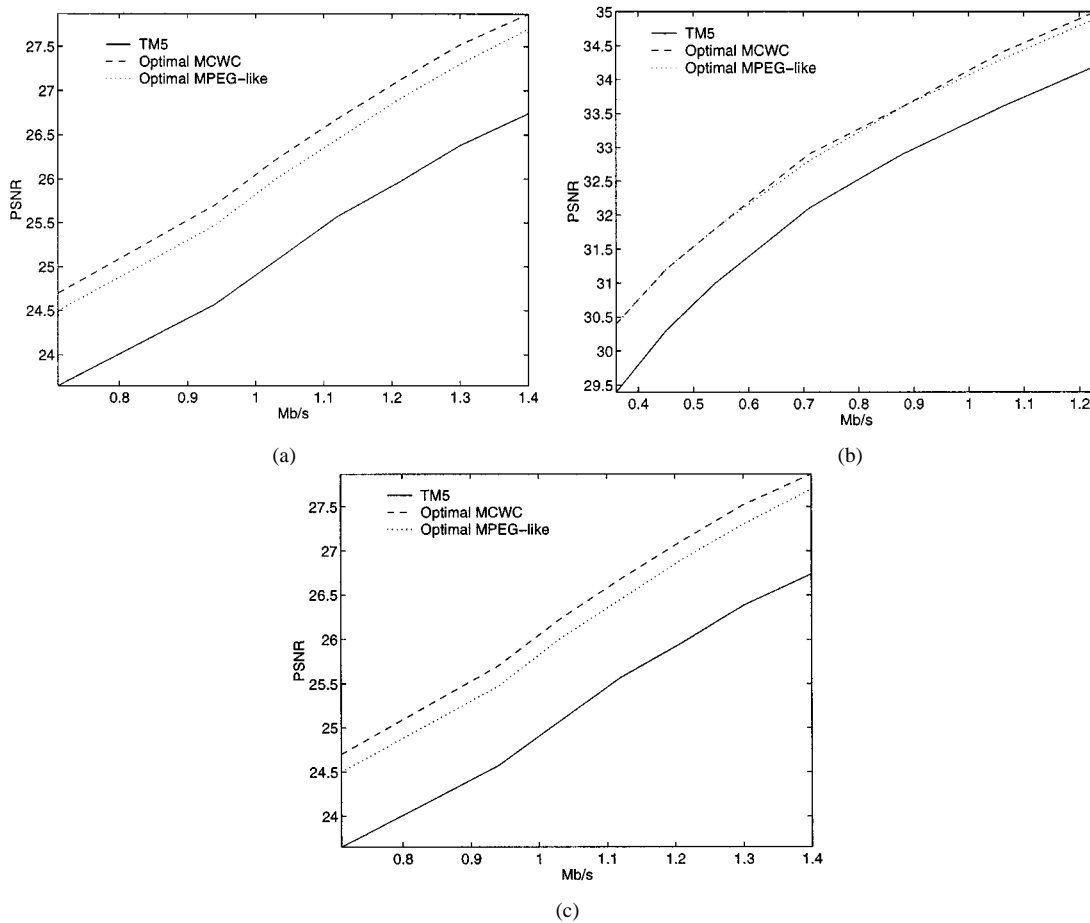 TM5
Optimal MCWC
Optimal MPEG-like
PSNR
27.5
27
26.5
26
25.5
25
24.5
24
0.8 0.9 1 1.1 1.2 1.3 1.4
Mb/s
(a)
TM5
Optimal MCWC
Optimal MPEG-like
PSNR
35
34.5
34
33.5
33
32.5
32
31.5
31
30.5
30
29.5
0.4 0.5 0.6 0.7 0.8 0.9 1 1.1 1.2
Mb/s
(b)
TM5
Optimal MCWC
Optimal MPEG-like
PSNR
27.5
27
26.5
26
25.5
25
24.5
24
0.8 0.9 1 1.1 1.2 1.3 1.4
Mb/s
(c)